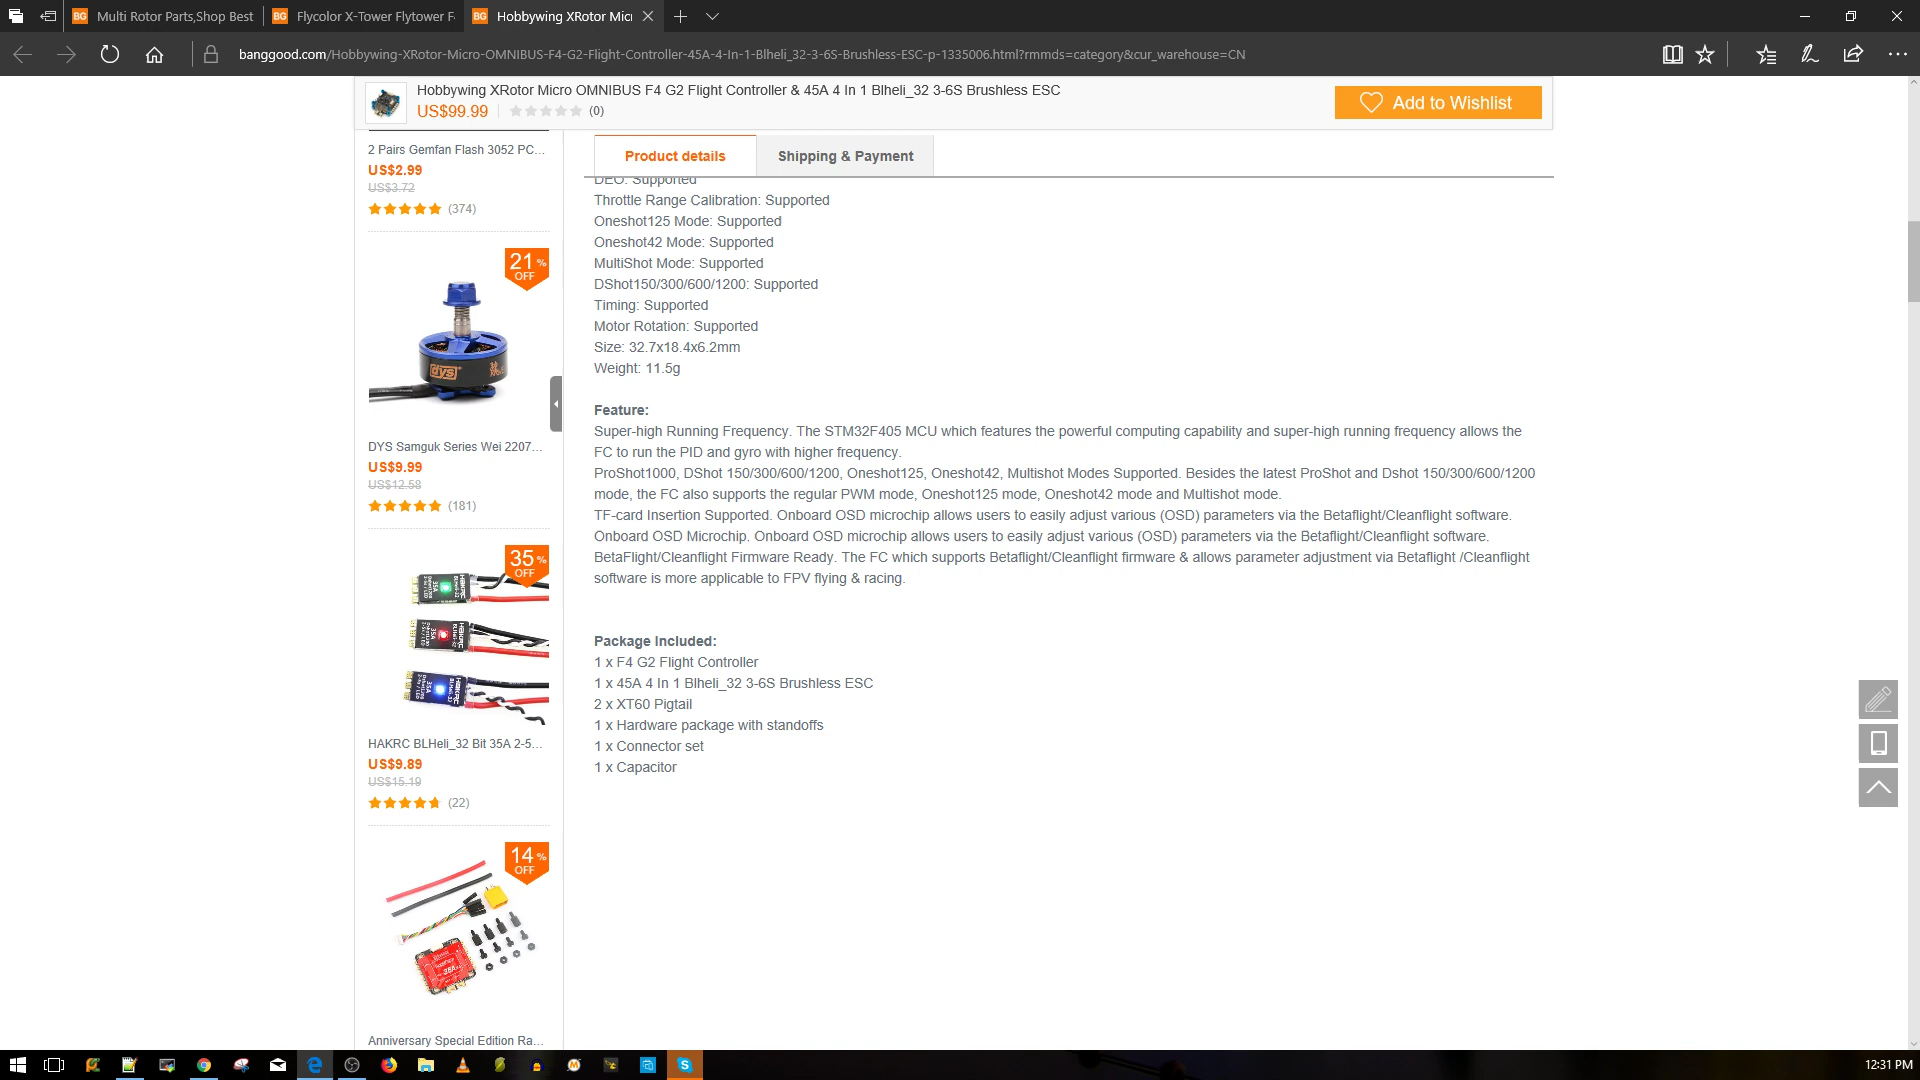 Multi Rotor Parts,Shop Best
Flycolor X-Tower Flytower F
Hobbywing XRotor Mic
banggood.com/Hobbywing-XRotor-Micro-OMNIBUS-F4-G2-Flight-Controller-45A-4-In-1-Blheli_32-3-6S-Brushless-ESC-p-1335006.html?rmmds=category&cur_warehouse=CN
Hobbywing XRotor Micro OMNIBUS F4 G2 Flight Controller & 45A 4 In 1 Blheli_32 3-6S Brushless ESC
US$99.99
(0)
Add to Wishlist
Product details
Shipping & Payment
2 Pairs Gemfan Flash 3052 PC...
US$2.99
US$3.72
(374)
21% OFF
dys
DYS Samguk Series Wei 2207...
US$9.99
US$12.58
(181)
35% OFF
HAKRC
35A
HAKRC
35A
HAKRC
35A
HAKRC BLHeli_32 Bit 35A 2-5...
US$9.89
US$15.19
(22)
14% OFF
Anniversary Special Edition Ra...
DEO: Supported
Throttle Range Calibration: Supported
Oneshot125 Mode: Supported
Oneshot42 Mode: Supported
MultiShot Mode: Supported
DShot150/300/600/1200: Supported
Timing: Supported
Motor Rotation: Supported
Size: 32.7x18.4x6.2mm
Weight: 11.5g
Feature:
Super-high Running Frequency. The STM32F405 MCU which features the powerful computing capability and super-high running frequency allows the
FC to run the PID and gyro with higher frequency.
ProShot1000, DShot 150/300/600/1200, Oneshot125, Oneshot42, Multishot Modes Supported. Besides the latest ProShot and Dshot 150/300/600/1200
mode, the FC also supports the regular PWM mode, Oneshot125 mode, Oneshot42 mode and Multishot mode.
TF-card Insertion Supported. Onboard OSD microchip allows users to easily adjust various (OSD) parameters via the Betaflight/Cleanflight software.
Onboard OSD Microchip. Onboard OSD microchip allows users to easily adjust various (OSD) parameters via the Betaflight/Cleanflight software.
BetaFlight/Cleanflight Firmware Ready. The FC which supports Betaflight/Cleanflight firmware & allows parameter adjustment via Betaflight /Cleanflight
software is more applicable to FPV flying & racing.
Package Included:
1 x F4 G2 Flight Controller
1 x 45A 4 In 1 Blheli_32 3-6S Brushless ESC
2 x XT60 Pigtail
1 x Hardware package with standoffs
1 x Connector set
1 x Capacitor
12:31 PM